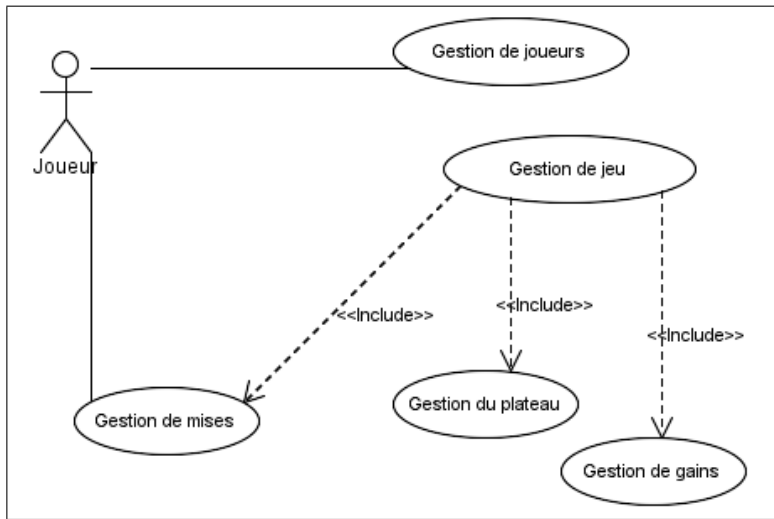 Gestion de joueurs
Joueur
Gestion de jeu
<<Include>>
<<Include>>
<<Include>>
Gestion de mises
Gestion du plateau
Gestion de gains